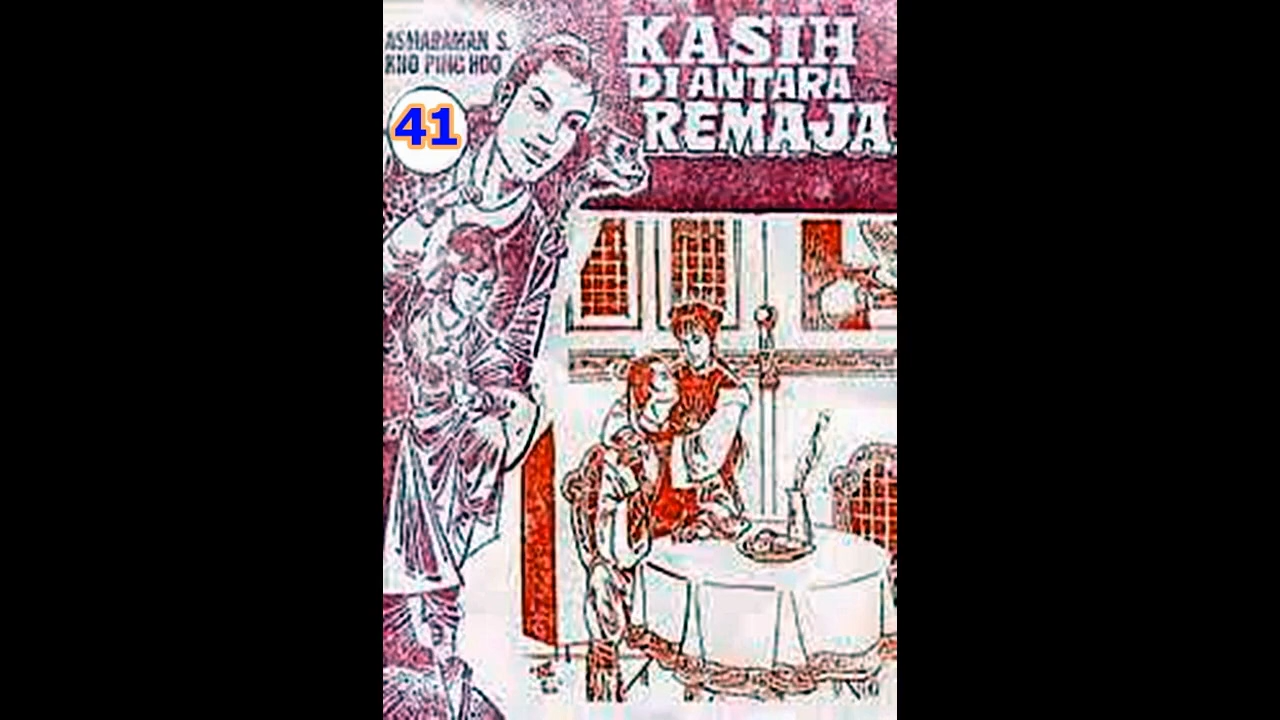 ASMARAMAN S.
KHO PING HOO
41
KASIH
DI ANTARA
REMAJA